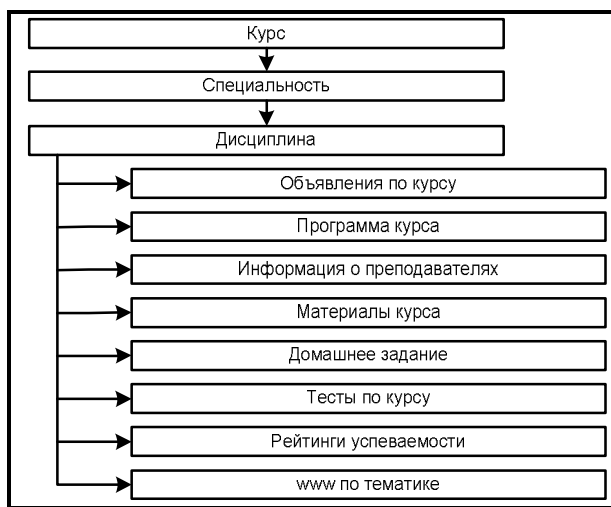 Курс
Специальность
Дисциплина
Объявления по курсу
Программа курса
Информация о преподавателях
Материалы курса
Домашнее задание
Тесты по курсу
Рейтинги успеваемости
www по тематике